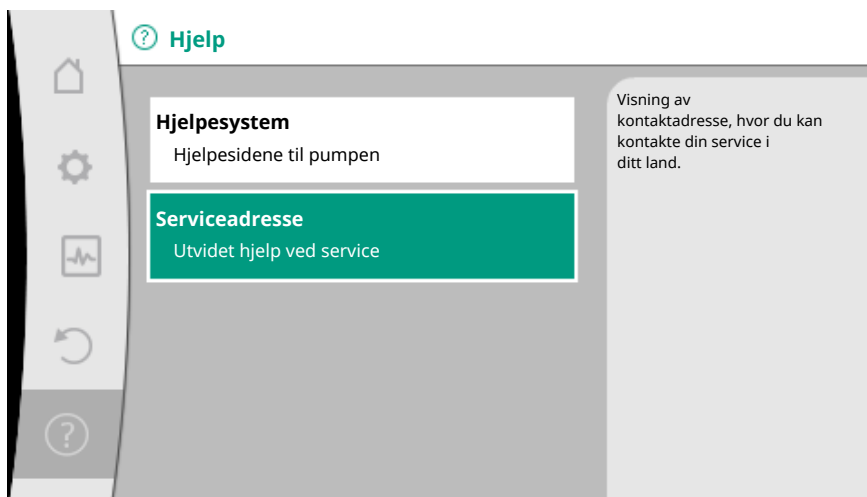 Hjelp
Hjelpesystem
Hjelpesidene til pumpen
Serviceadresse
Utvidet hjelp ved service
Visning av
kontaktadresse, hvor du kan
kontakte din service i
ditt land.